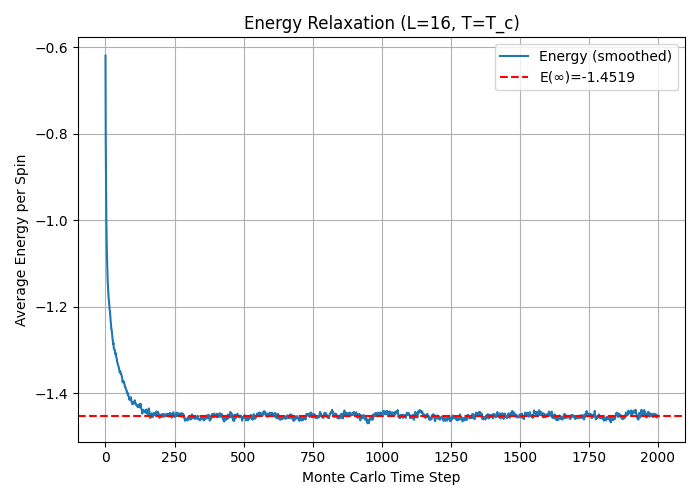 Energy Relaxation (L=16, T=T_c)
Energy (smoothed)
E(∞)=-1.4519
Average Energy per Spin
−0.6
−0.8
−1.0
−1.2
−1.4
0 250 500 750 1000 1250 1500 1750 2000
Monte Carlo Time Step